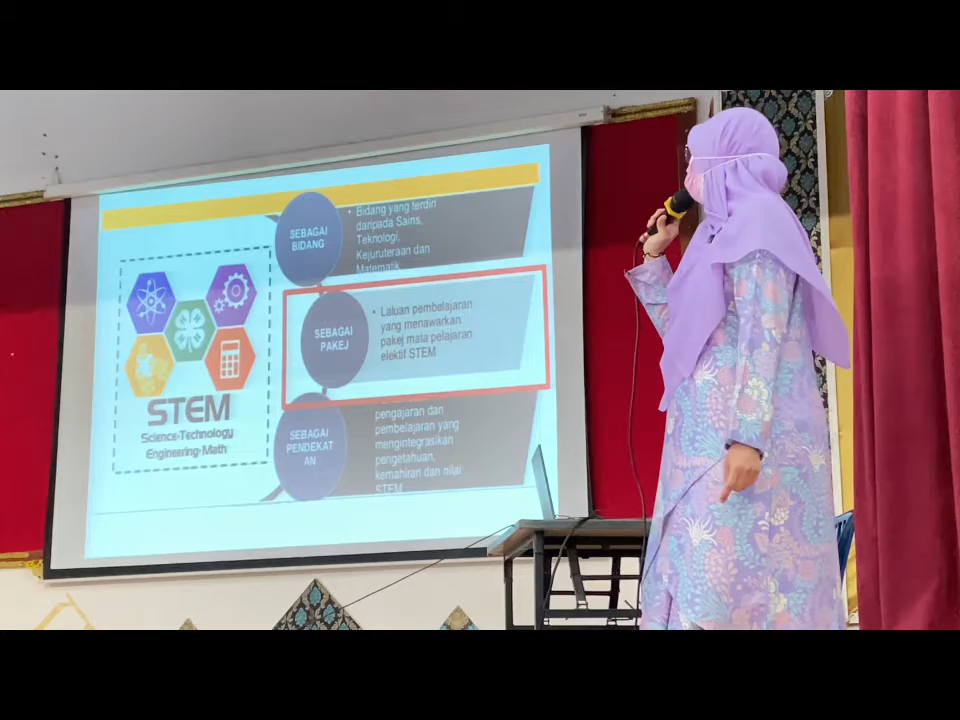 STEM
Science·Technology
Engineering·Math
SEBAGAI
BIDANG
• Bidang yang terdiri
daripada Sains,
Teknologi,
Kejuruteraan dan
Matematik
SEBAGAI
PAKEJ
• Laluan pembelajaran
yang menawarkan
pakej mata pelajaran
elektif STEM
SEBAGAI
PENDEKAT
AN
pengajaran dan
pembelajaran yang
mengintegrasikan
pengetahuan,
kemahiran dan nilai
STEM